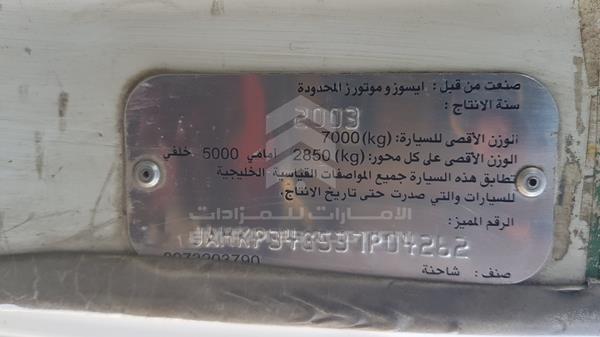 صنعت من قبل: ايسوزو موتورز المحدودة
سنة الانتاج: 2003
الوزن الأقصى للسيارة: 7000 (kg)
الوزن الأقصى على كل محور: 2850 (kg) أمامي 5000 خلفي
تطابق هذه السيارة جميع المواصفات القياسية الخليجية
للسيارات والتي صدرت حتى تاريخ الانتاج.
الامارات للمزادات
الرقم المميز:
صنف: شاحنة
8973203790